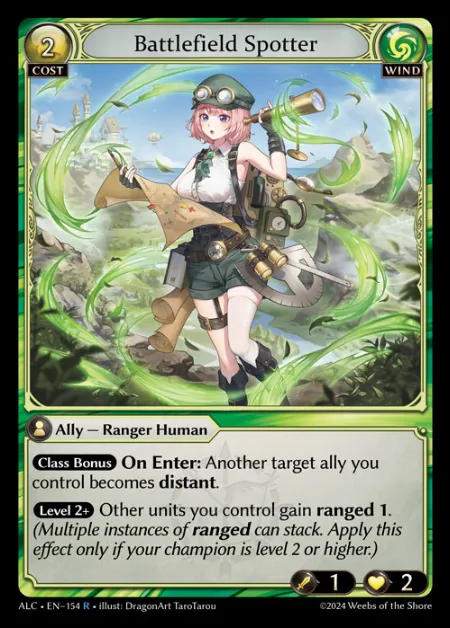 2
Battlefield Spotter
COST
WIND
Ally — Ranger Human
Class Bonus On Enter: Another target ally you
control becomes distant.
Level 2+ Other units you control gain ranged 1.
(Multiple instances of ranged can stack. Apply this
effect only if your champion is level 2 or higher.)
1
2
ALC • EN-154 R • illust: DragonArt TaroTarou
©2024 Weebs of the Shore